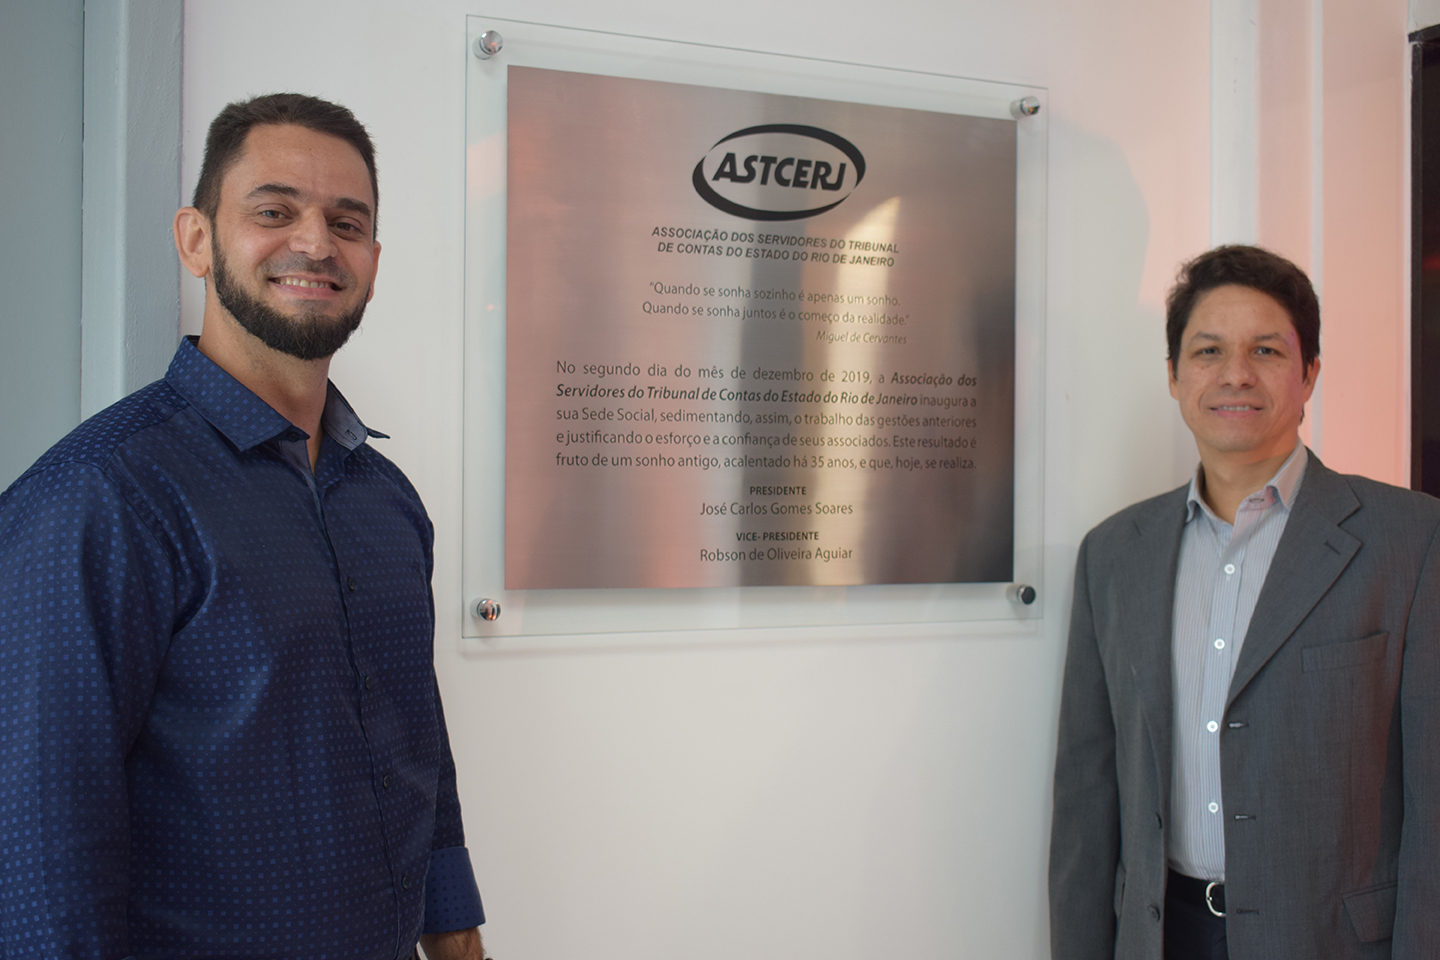 ASTCERJ
ASSOCIAÇÃO DOS SERVIDORES DO TRIBUNAL
DE CONTAS DO ESTADO DO RIO DE JANEIRO
"Quando se sonha sozinho é apenas um sonho.
Quando se sonha juntos é o começo da realidade."
Miguel de Cervantes
No segundo dia do mês de dezembro de 2019, a Associação dos
Servidores do Tribunal de Contas do Estado do Rio de Janeiro inaugura a
sua Sede Social, sedimentando, assim, o trabalho das gestões anteriores
e justificando o esforço e a confiança de seus associados. Este resultado é
fruto de um sonho antigo, acalentado há 35 anos, e que, hoje, se realiza.
PRESIDENTE
José Carlos Gomes Soares
VICE- PRESIDENTE
Robson de Oliveira Aguiar